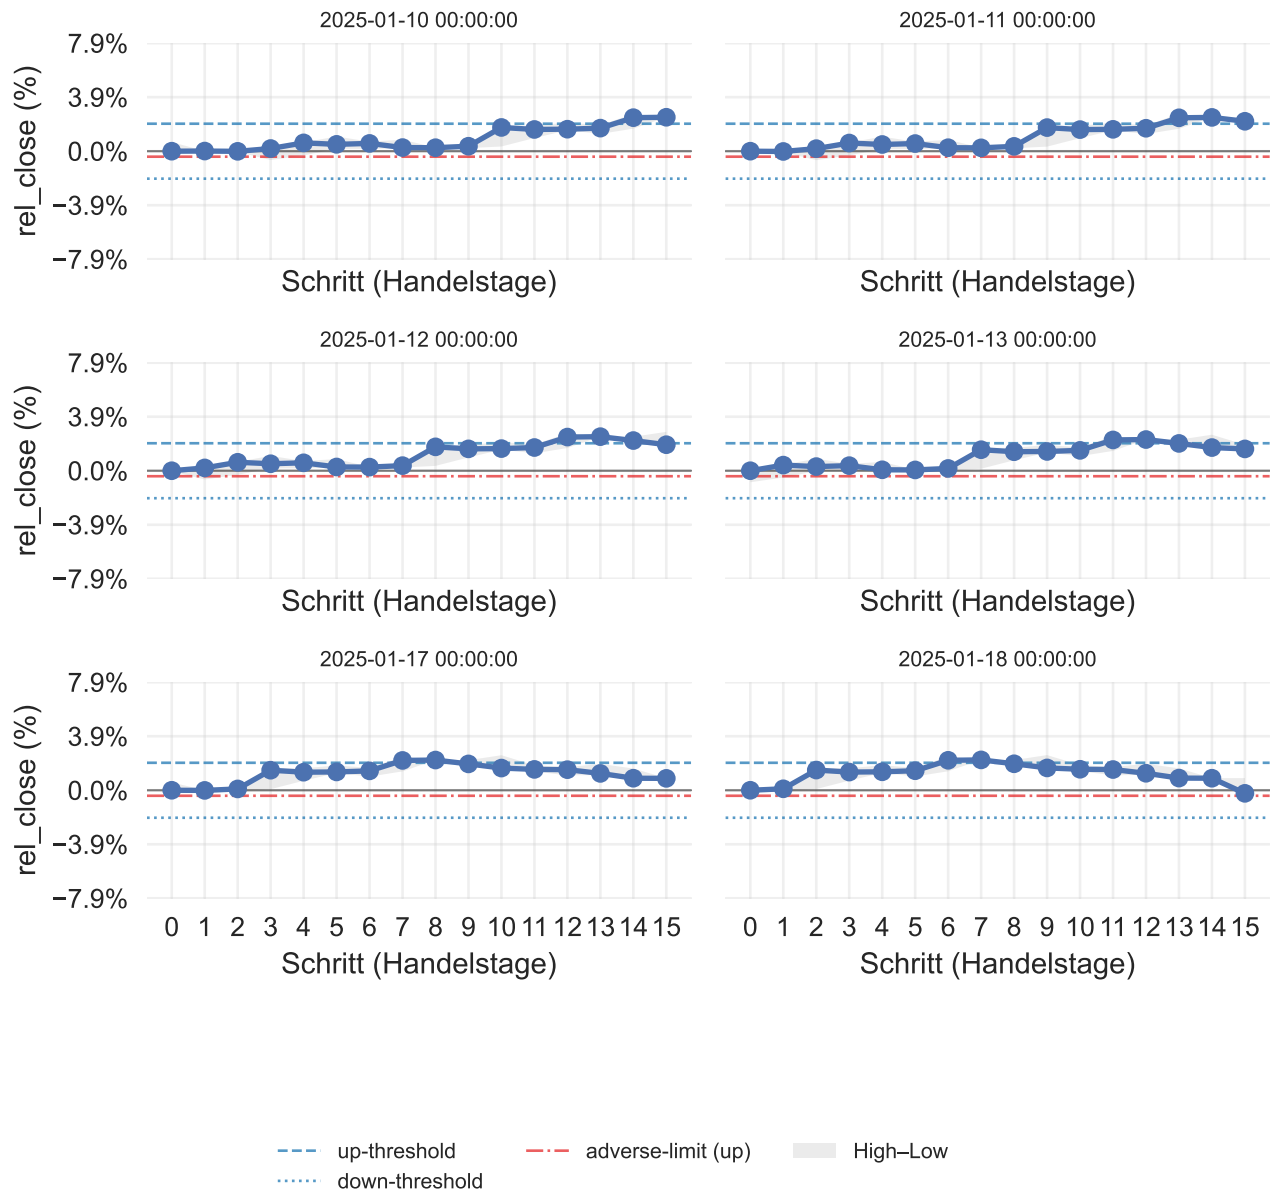 2025-01-10 00:00:00
2025-01-11 00:00:00
7.9%
3.9%
0.0%
−3.9%
−7.9%
rel_close (%)
Schritt (Handelstage)
Schritt (Handelstage)
2025-01-12 00:00:00
2025-01-13 00:00:00
7.9%
3.9%
0.0%
−3.9%
−7.9%
rel_close (%)
Schritt (Handelstage)
Schritt (Handelstage)
2025-01-17 00:00:00
2025-01-18 00:00:00
7.9%
3.9%
0.0%
−3.9%
−7.9%
rel_close (%)
0 1 2 3 4 5 6 7 8 9 10 11 12 13 14 15
0 1 2 3 4 5 6 7 8 9 10 11 12 13 14 15
Schritt (Handelstage)
Schritt (Handelstage)
up-threshold
adverse-limit (up)
High–Low
down-threshold